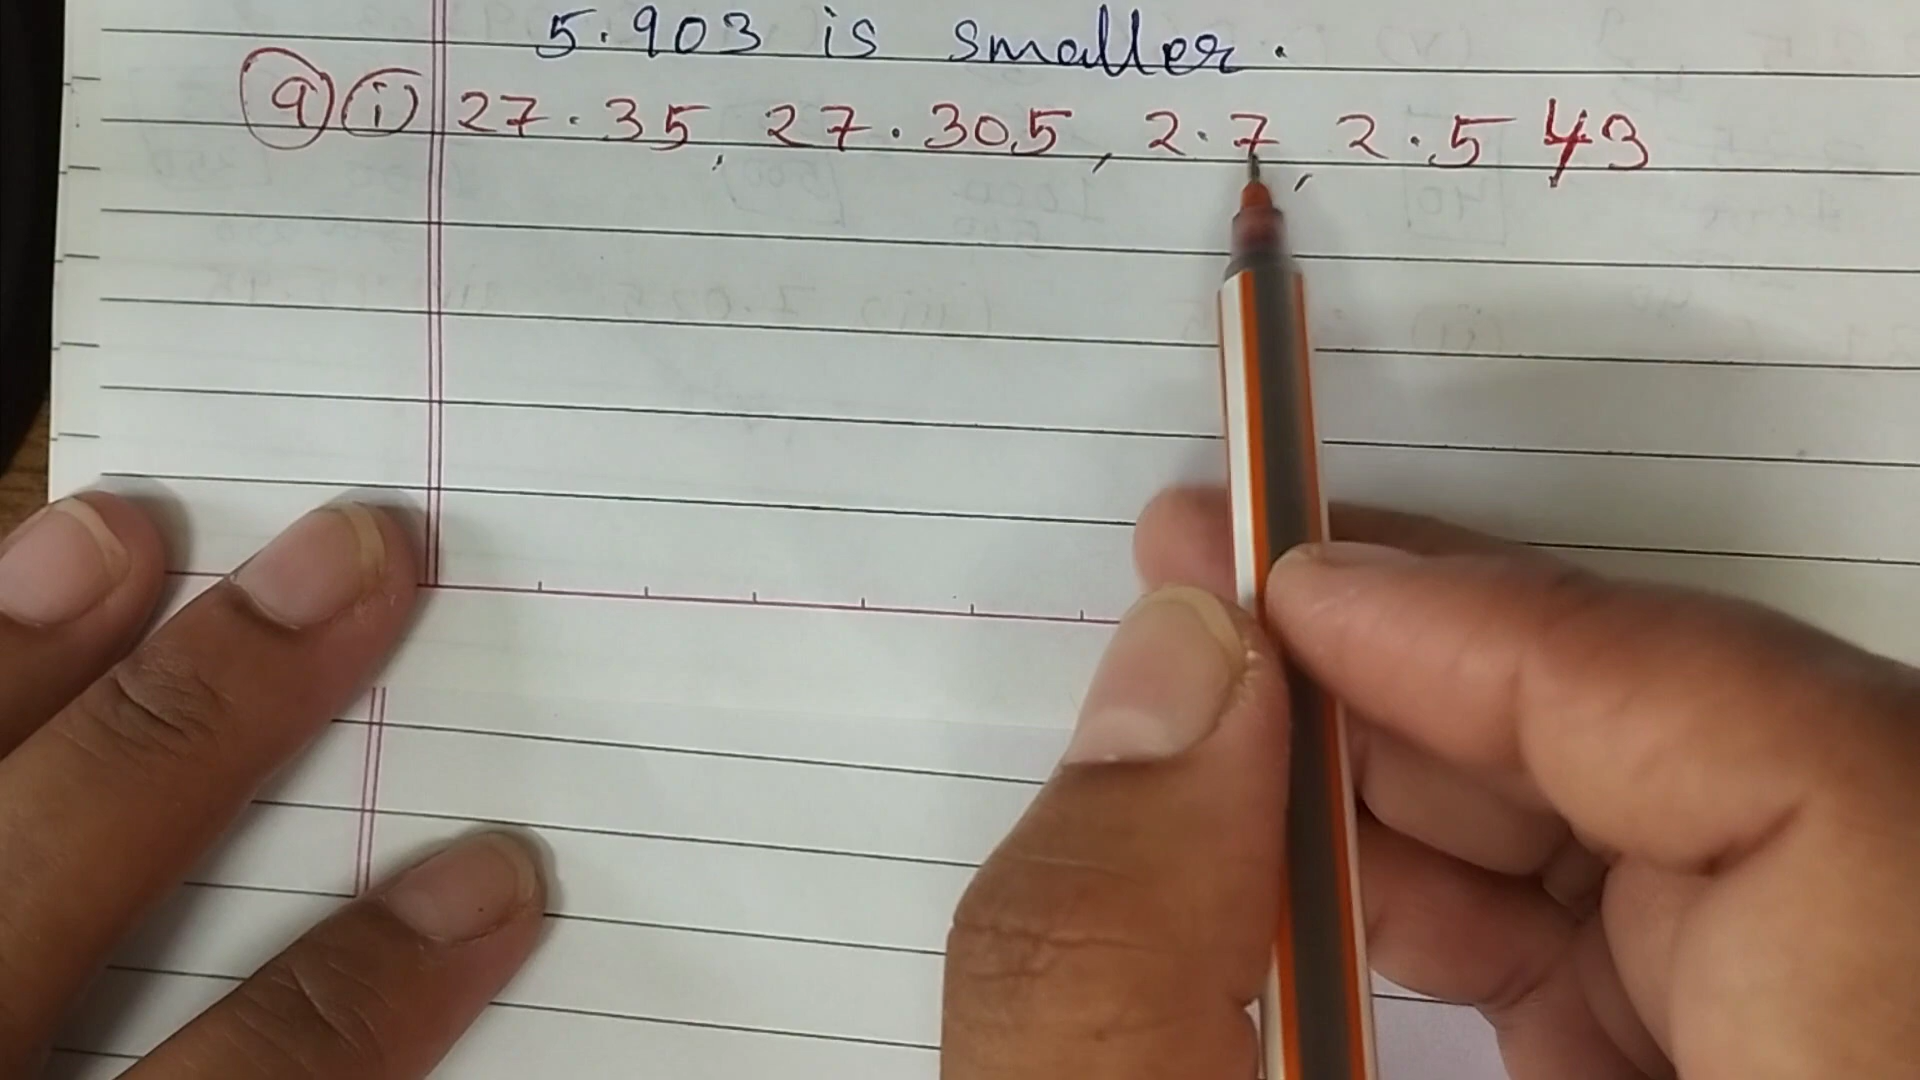 5.903 is smaller.
9 (i) 27.35, 27.305, 2.7, 2.543